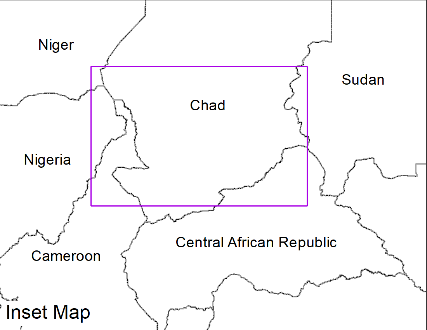 Niger
Sudan
Chad
Nigeria
Central African Republic
Cameroon
Inset Map